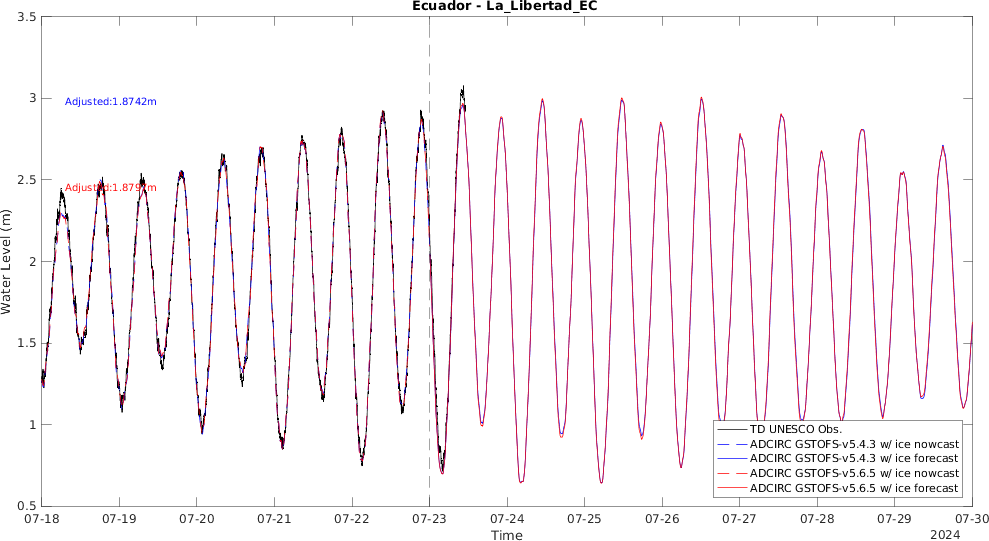 Ecuador - La_Libertad_EC
3.5
3
2.5
2
1.5
1
0.5
Water Level (m)
Adjusted:1.8742m
Adjusted:1.8797m
TD UNESCO Obs.
ADCIRC GSTOFS-v5.4.3 w/ ice nowcast
ADCIRC GSTOFS-v5.4.3 w/ ice forecast
ADCIRC GSTOFS-v5.6.5 w/ ice nowcast
ADCIRC GSTOFS-v5.6.5 w/ ice forecast
07-18 07-19 07-20 07-21 07-22 07-23 07-24 07-25 07-26 07-27 07-28 07-29 07-30
Time
2024